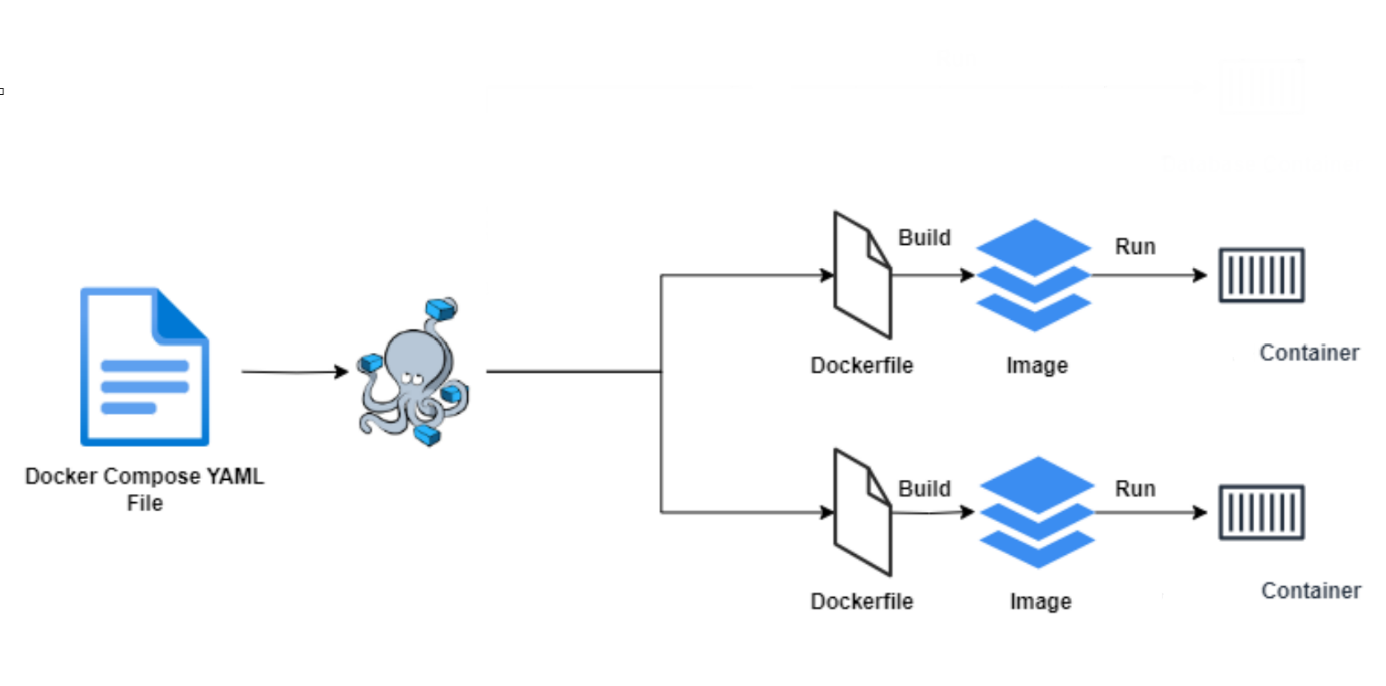 Build
Run
Dockerfile
Image
Container
Docker Compose YAML
File
Build
Run
Dockerfile
Image
Container